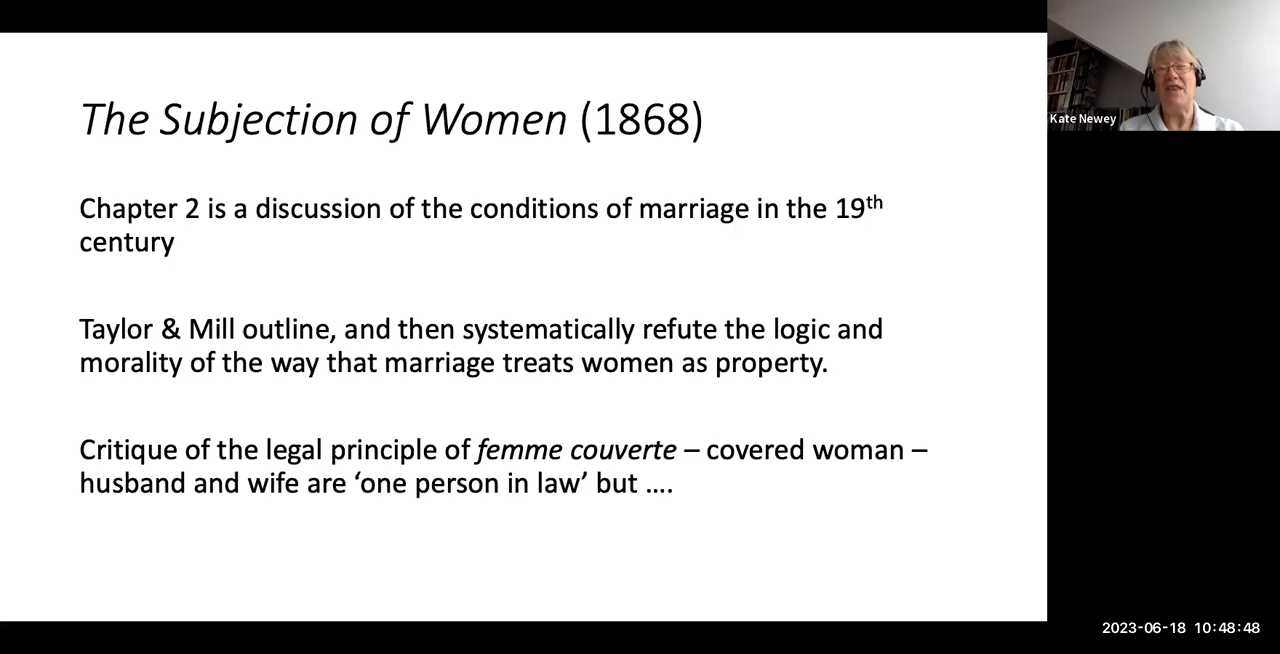 The Subjection of Women (1868)
Chapter 2 is a discussion of the conditions of marriage in the 19th
century
Taylor & Mill outline, and then systematically refute the logic and
morality of the way that marriage treats women as property.
Critique of the legal principle of femme couverte – covered woman –
husband and wife are ‘one person in law’ but ....
Kate Newey
2023-06-18 10:48:48